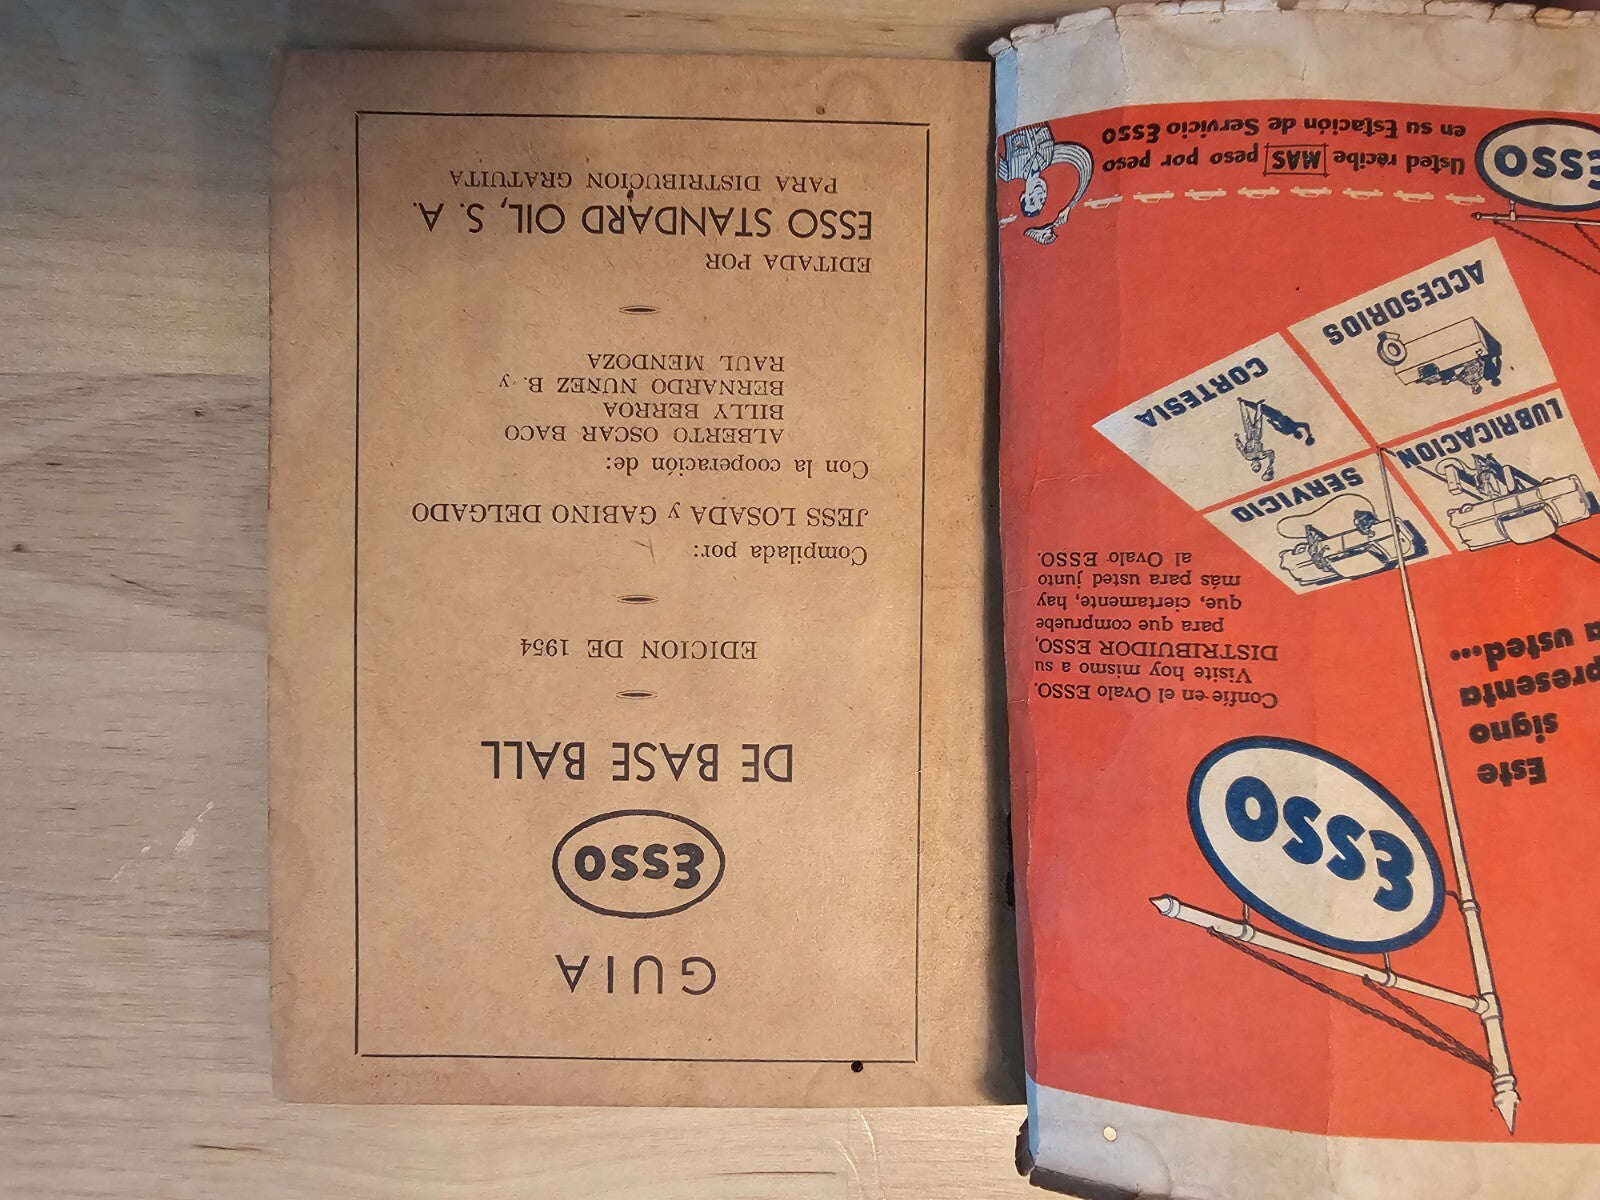 GUIA
ESSO
DE BASE BALL
EDICION DE 1954
Compilada por:
JESS LOSADA y GABINO DELGADO
Con la cooperación de:
ALBERTO OSCAR BACO
BILLY BERROA
BERNARDO NUÑEZ B. y
RAUL MENDOZA
EDITADA POR
ESSO STANDARD OIL, S. A.
PARA DISTRIBUCION GRATUITA
ESSO
Este
signo
presenta
a usted...
Confíe en el Ovalo ESSO.
Visite hoy mismo a su
DISTRIBUIDOR ESSO,
para que compruebe
que, ciertamente, hay
más para usted junto
al Ovalo ESSO.
SERVICIO
LUBRICACION
CORTESIA
ACCESORIOS
ESSO
Usted recibe MAS peso por peso
en su Estación de Servicio ESSO